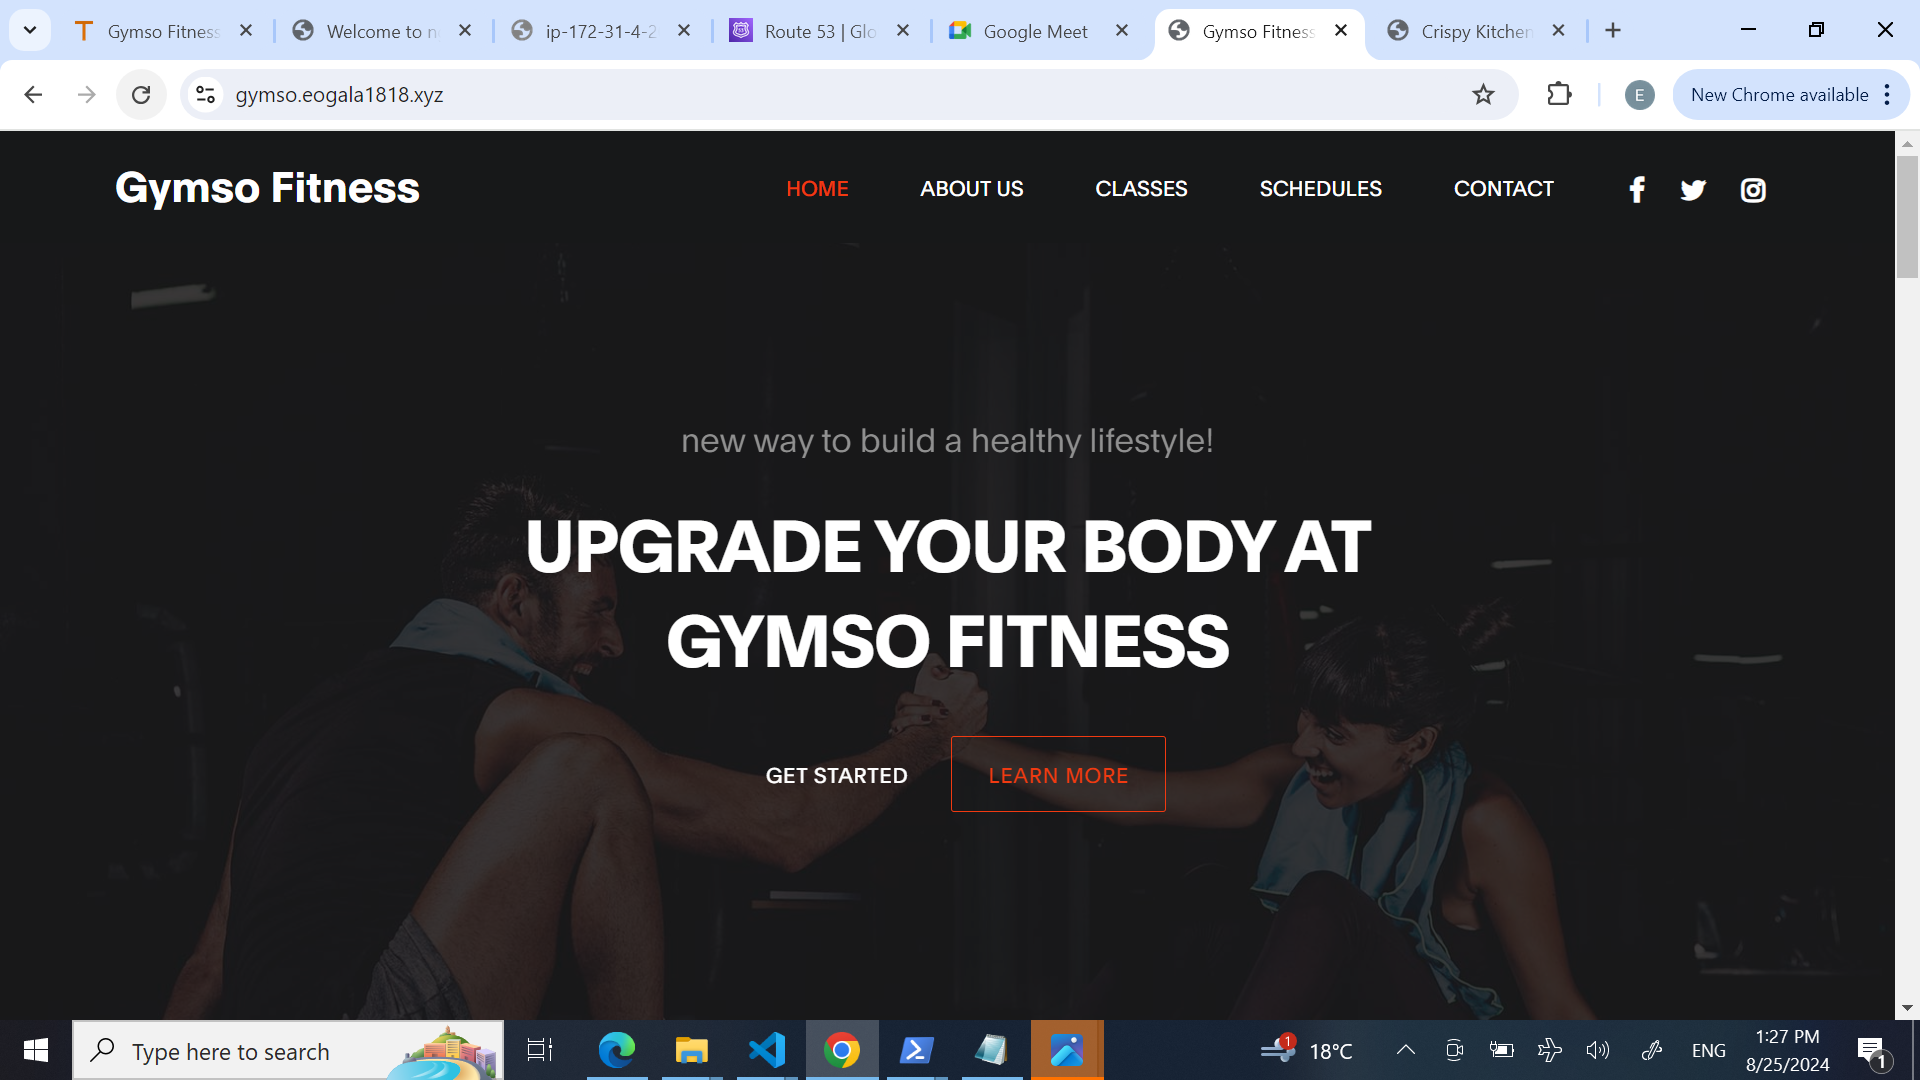 Gymso Fitness
Welcome to n
ip-172-31-4-2
Route 53 | Glo
Google Meet
Gymso Fitness
Crispy Kitchen
gymso.eogala1818.xyz
E
New Chrome available
Gymso Fitness
HOME
ABOUT US
CLASSES
SCHEDULES
CONTACT
new way to build a healthy lifestyle!
UPGRADE YOUR BODY AT
GYMSO FITNESS
GET STARTED
LEARN MORE
Type here to search
1
18°C
ENG
1:27 PM
8/25/2024
1